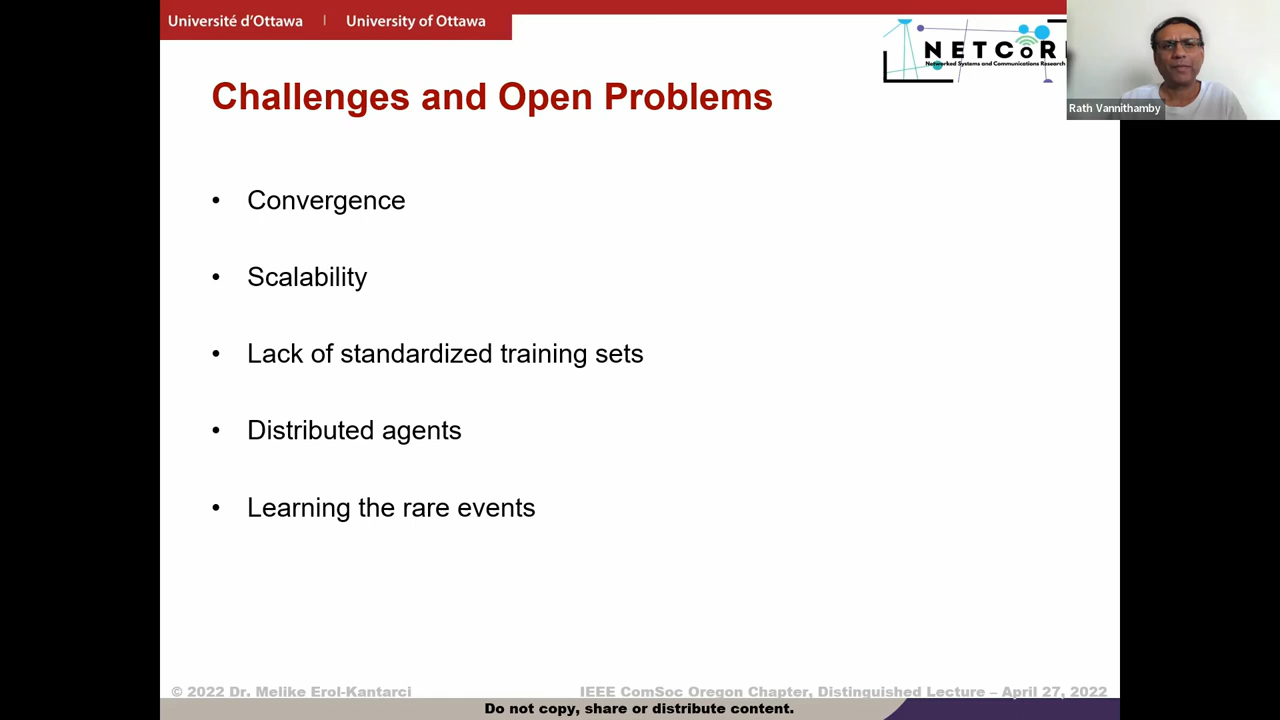 Université d'Ottawa | University of Ottawa
NETCOR
Networked Systems and Communications Research
Rath Vannithamby
Challenges and Open Problems
• Convergence
• Scalability
• Lack of standardized training sets
• Distributed agents
• Learning the rare events
© 2022 Dr. Melike Erol-Kantarci
IEEE ComSoc Oregon Chapter, Distinguished Lecture – April 27, 2022
Do not copy, share or distribute content.